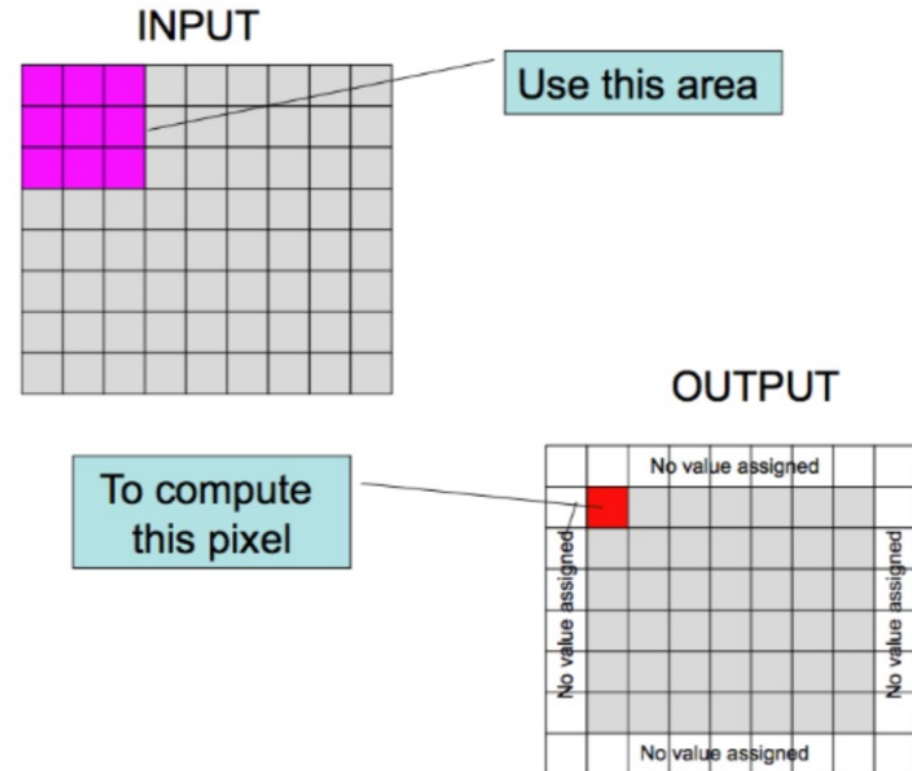 INPUT
Use this area
OUTPUT
To compute
this pixel
No value assigned
No value assigned
No value assigned
No value assigned